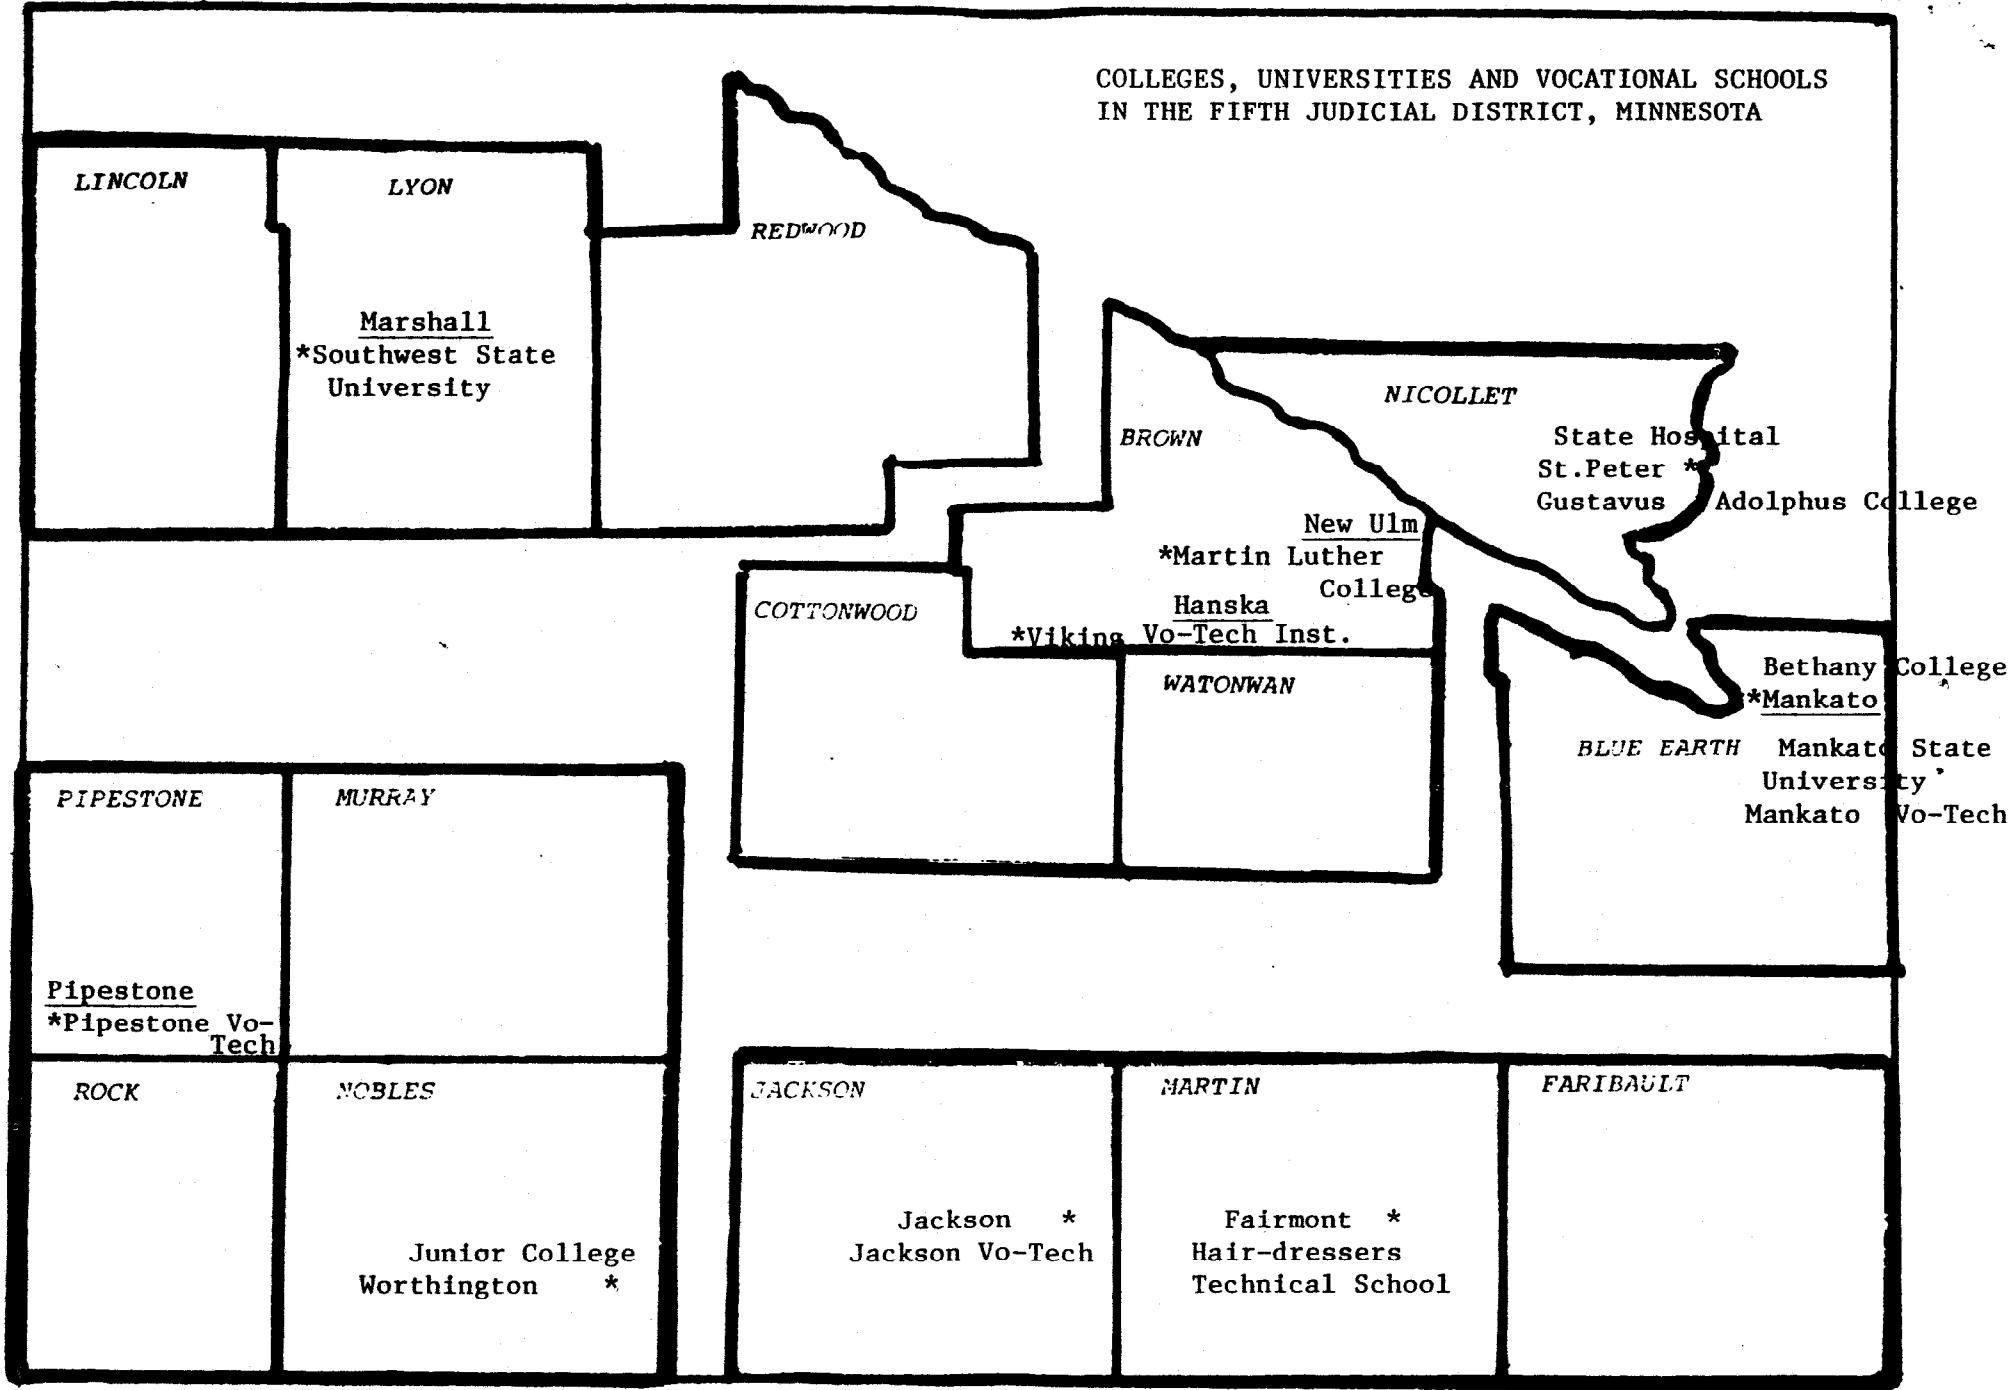 COLLEGES, UNIVERSITIES AND VOCATIONAL SCHOOLS
IN THE FIFTH JUDICIAL DISTRICT, MINNESOTA
LINCOLN
LYON
Marshall
*Southwest State
University
REDWOOD
BROWN
New Ulm
*Martin Luther
College
Hanska
*Viking Vo-Tech Inst.
NICOLLET
State Hospital
St.Peter *
Gustavus Adolphus College
COTTONWOOD
WATONWAN
BLUE EARTH
Bethany College
*Mankato
Mankato State
University
Mankato Vo-Tech
PIPESTONE
Pipestone
*Pipestone Vo-
Tech
MURRAY
ROCK
NOBLES
Junior College
Worthington *
JACKSON
Jackson *
Jackson Vo-Tech
MARTIN
Fairmont *
Hair-dressers
Technical School
FARIBAULT